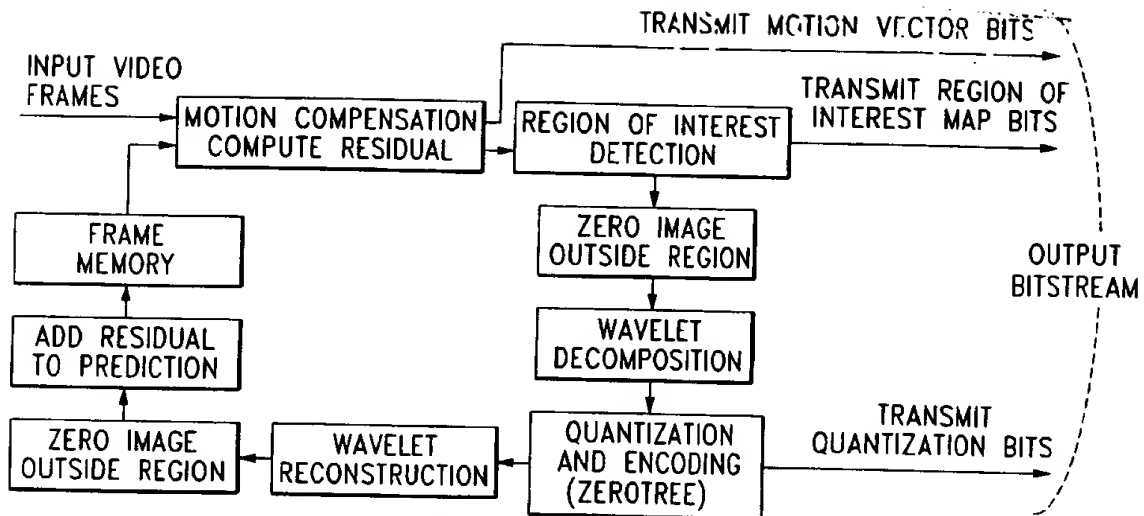 TRANSMIT MOTION VECTOR BITS
INPUT VIDEO
FRAMES
TRANSMIT REGION OF
INTEREST MAP BITS
MOTION COMPENSATION
COMPUTE RESIDUAL
REGION OF INTEREST
DETECTION
FRAME
MEMORY
ZERO IMAGE
OUTSIDE REGION
OUTPUT
BITSTREAM
ADD RESIDUAL
TO PREDICTION
WAVELET
DECOMPOSITION
ZERO IMAGE
OUTSIDE REGION
WAVELET
RECONSTRUCTION
QUANTIZATION
AND ENCODING
(ZEROTREE)
TRANSMIT
QUANTIZATION BITS